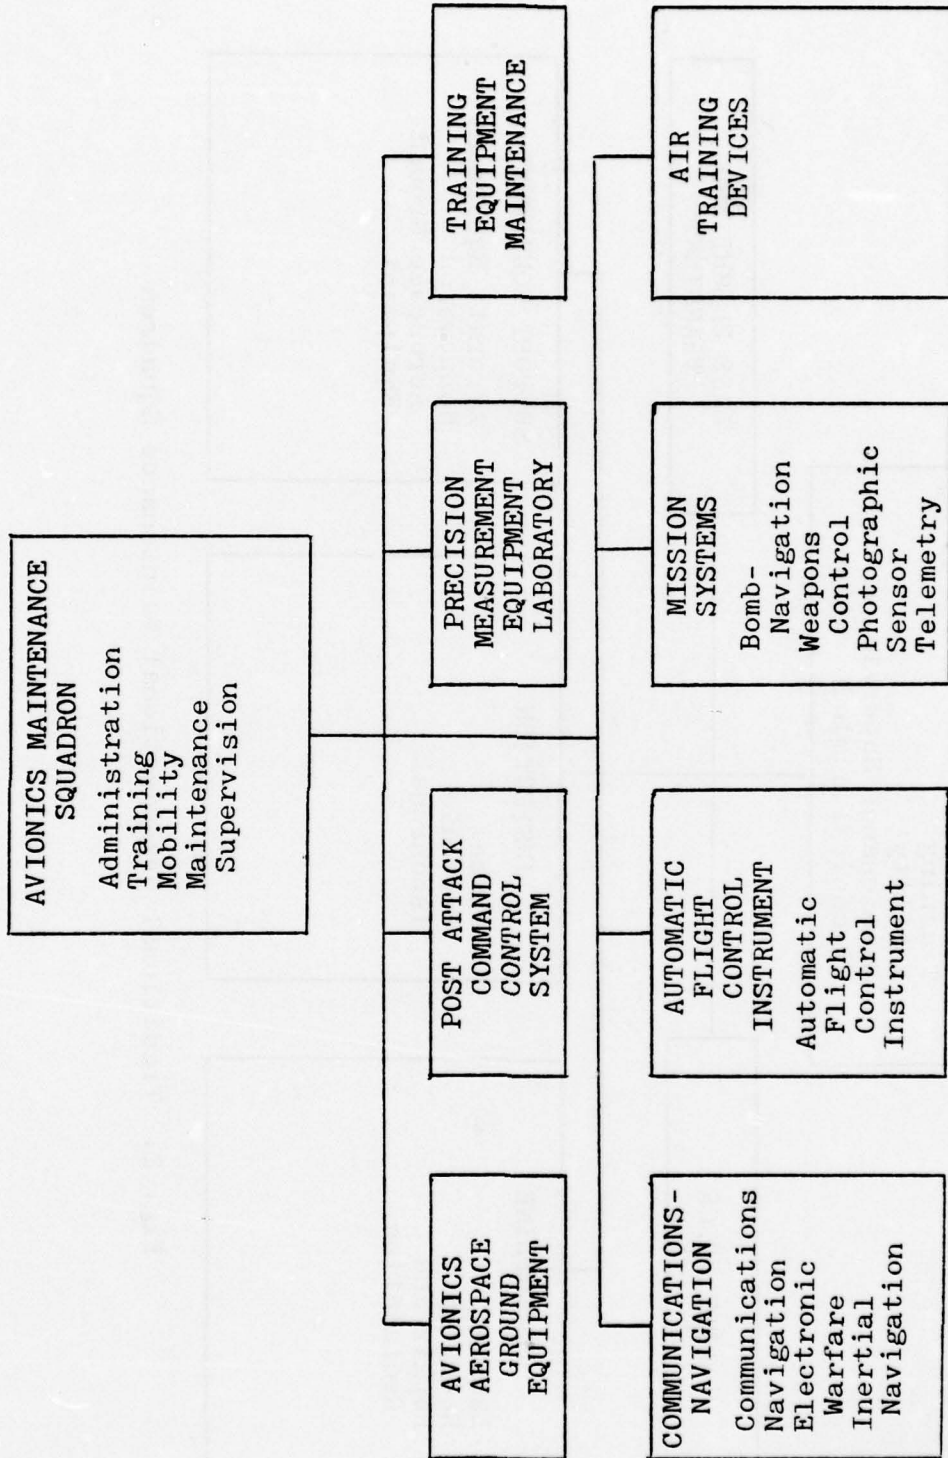 AVIONICS MAINTENANCE
SQUADRON
Administration
Training
Mobility
Maintenance
Supervision
AVIONICS
AEROSPACE
GROUND
EQUIPMENT
POST ATTACK
COMMAND
CONTROL
SYSTEM
PRECISION
MEASUREMENT
EQUIPMENT
LABORATORY
TRAINING
EQUIPMENT
MAINTENANCE
COMMUNICATIONS-
NAVIGATION
Communications
Navigation
Electronic
Warfare
Inertial
Navigation
AUTOMATIC
FLIGHT
CONTROL
INSTRUMENT
Automatic
Flight
Control
Instrument
MISSION
SYSTEMS
Bomb-
Navigation
Weapons
Control
Photographic
Sensor
Telemetry
AIR
TRAINING
DEVICES